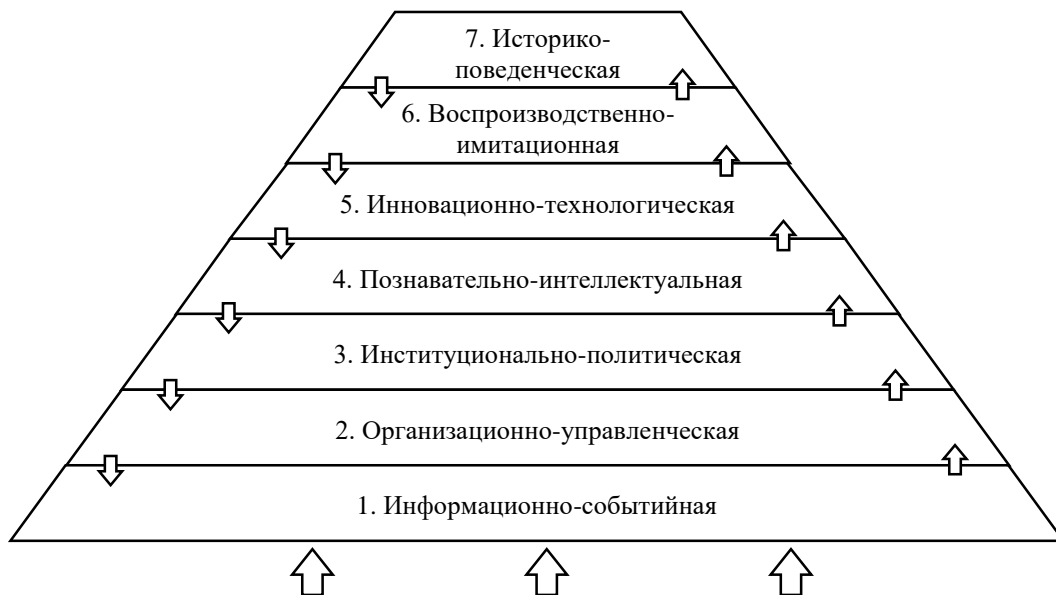 7. Историко-
поведенческая
6. Воспроизводственно-
имитационная
5. Инновационно-технологическая
4. Познавательно-интеллектуальная
3. Институционально-политическая
2. Организационно-управленческая
1. Информационно-событийная